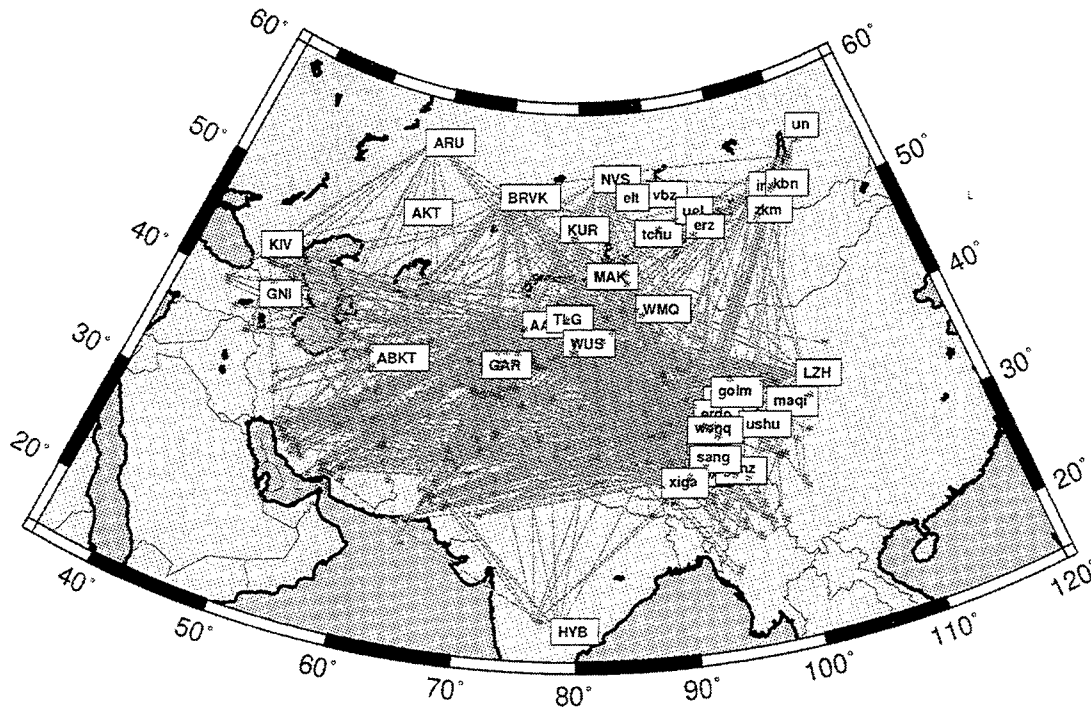 60°
60°
un
ARU
50°
50°
NVS
kbn
elt
vbz
BRVK
AKT
zkm
erz
KUR
tchu
40°
KIV
40°
MAK
GNI
WMQ
TLG
WUS
30°
ABKT
GAR
LZH
30°
golm
maqi
ushu
20°
sang
xiga
20°
40°
120°
50°
HYB
110°
60°
100°
70°
80°
90°